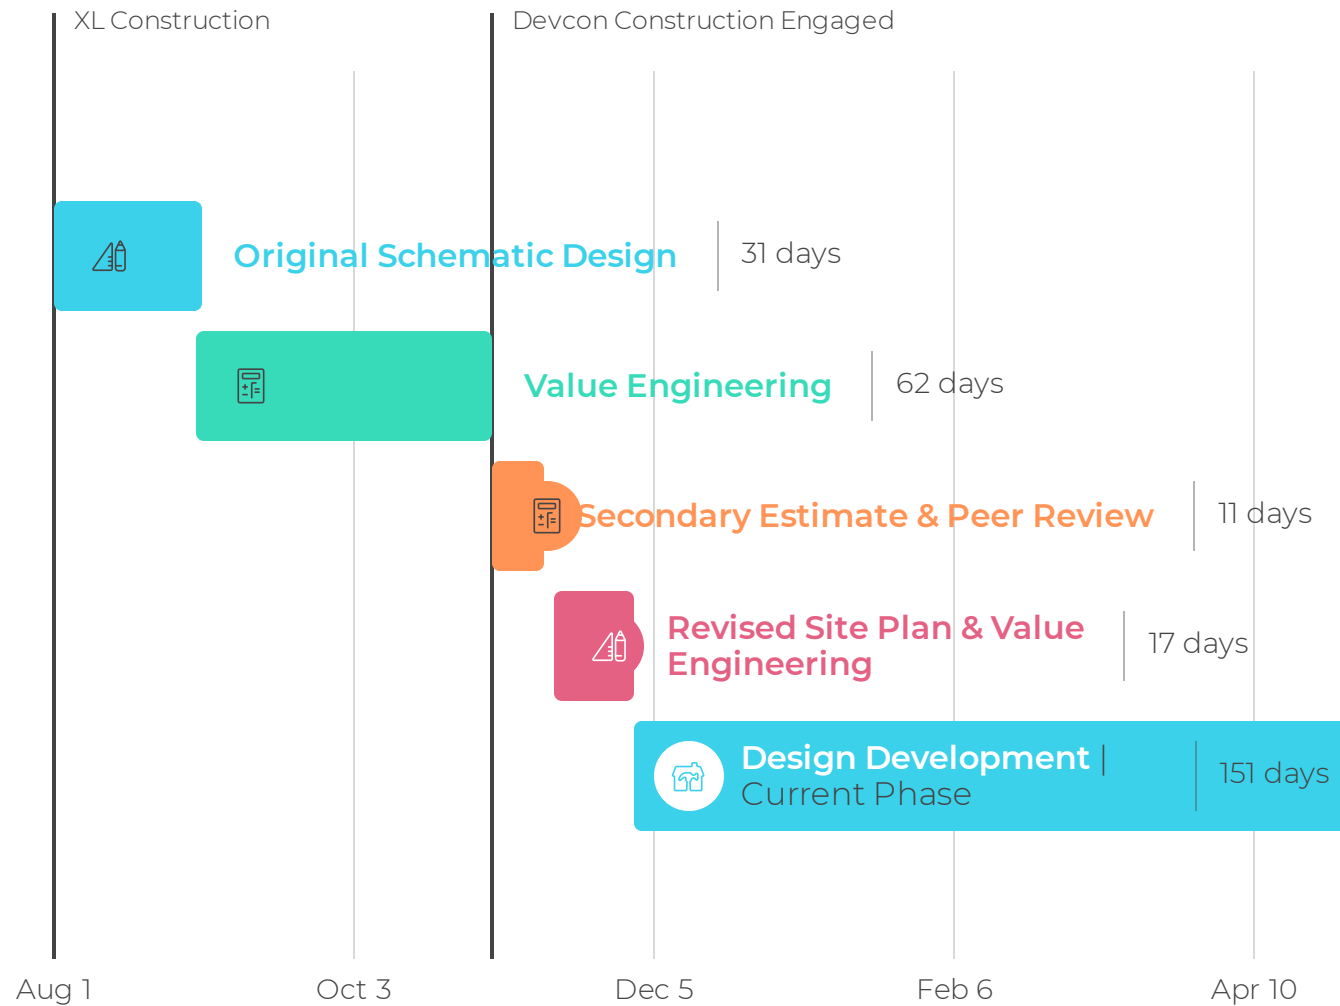 XL Construction
Devcon Construction Engaged
Original Schematic Design
31 days
Value Engineering
62 days
Secondary Estimate & Peer Review
11 days
Revised Site Plan & Value
Engineering
17 days
Design Development |
Current Phase
151 days
Aug 1
Oct 3
Dec 5
Feb 6
Apr 10